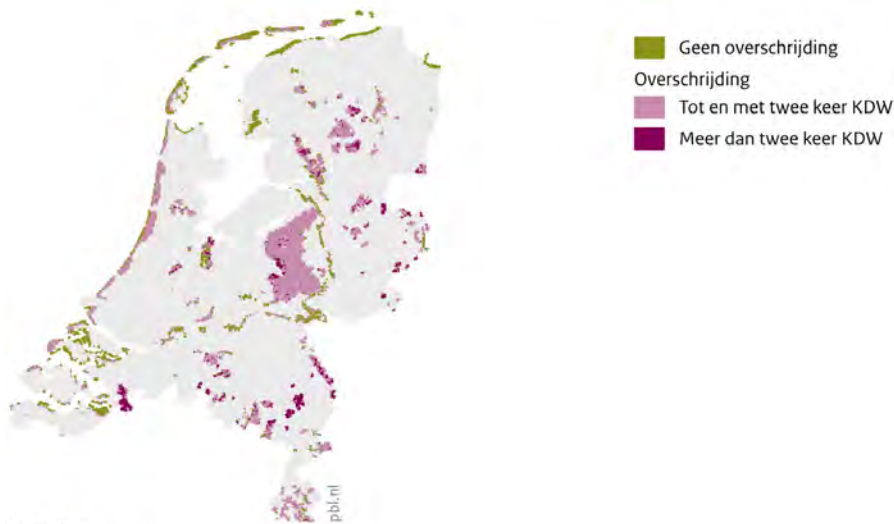 Geen overschrijding
Overschrijding
Tot en met twee keer KDW
Meer dan twee keer KDW
pbl.nl